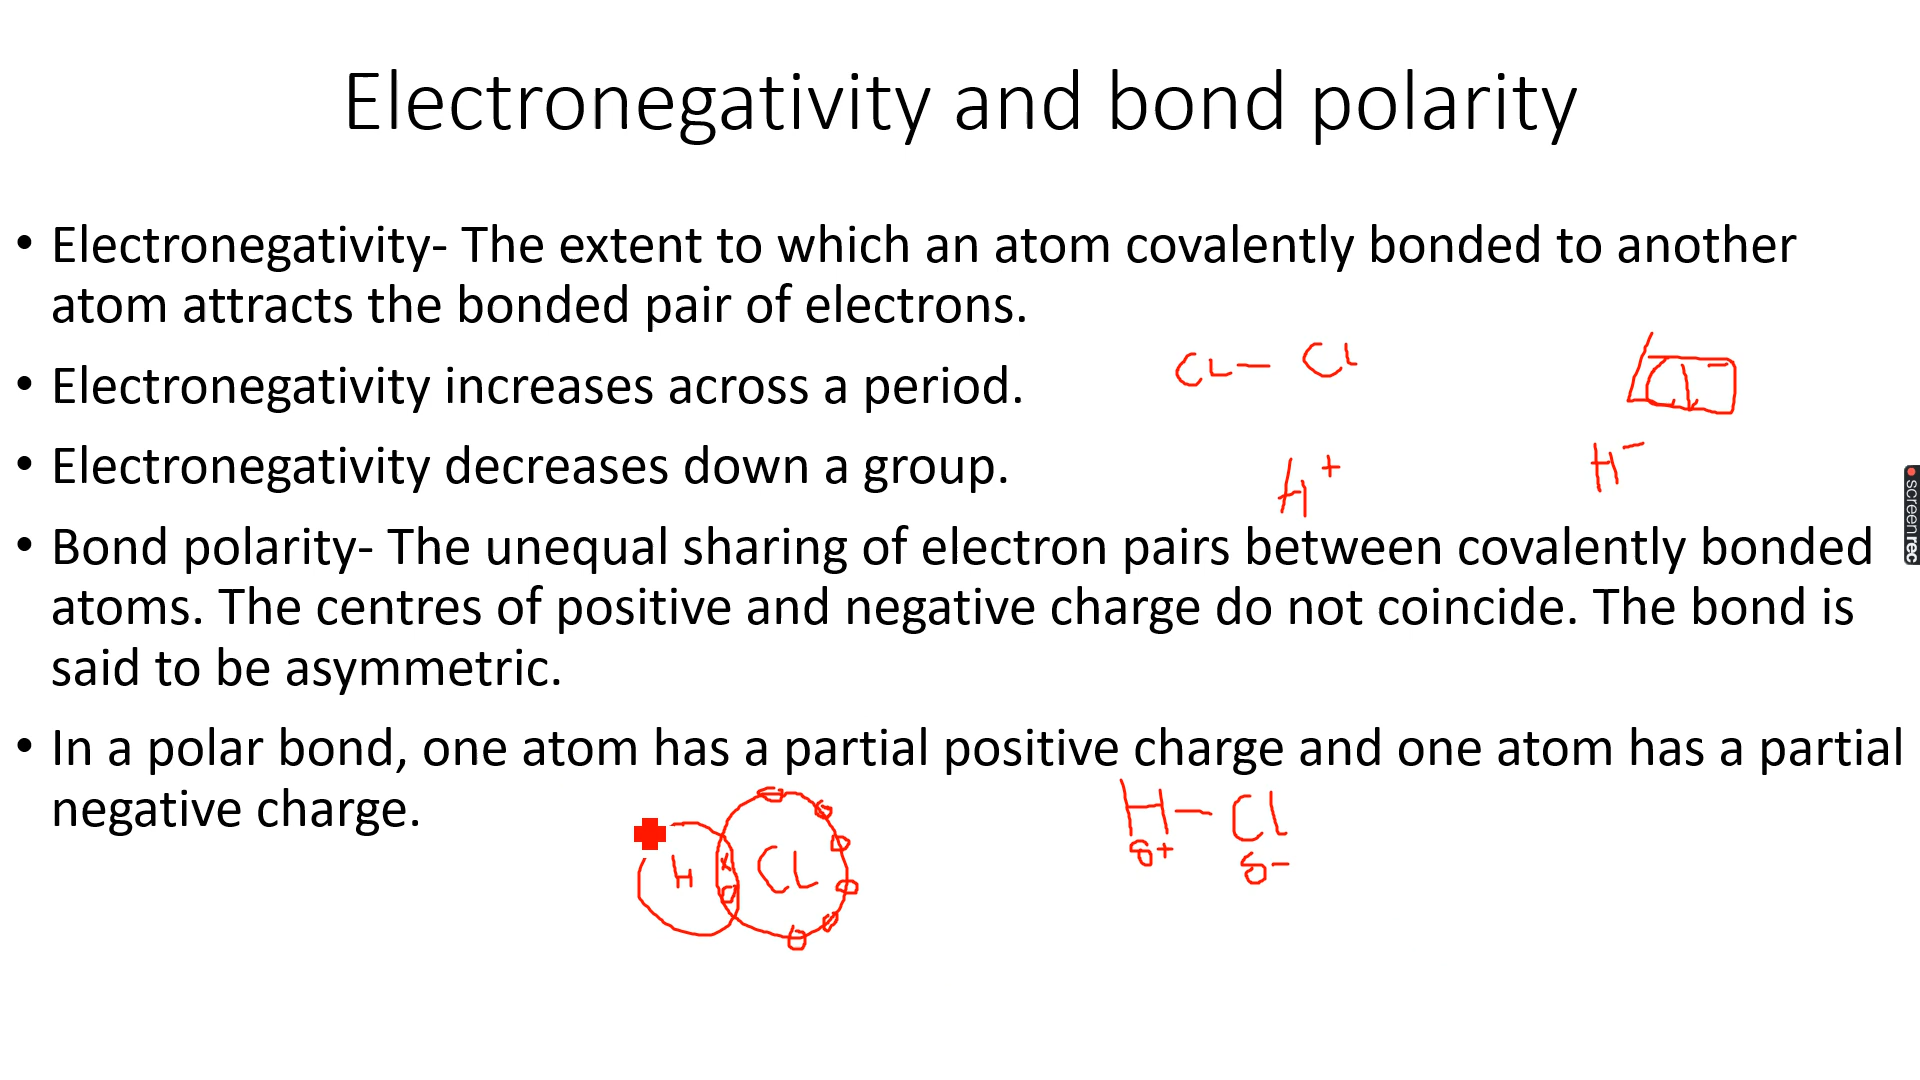 Electronegativity and bond polarity
• Electronegativity- The extent to which an atom covalently bonded to another
atom attracts the bonded pair of electrons.
CL – Cl
• Electronegativity increases across a period.
• Electronegativity decreases down a group.
H+
H-
• Bond polarity- The unequal sharing of electron pairs between covalently bonded
atoms. The centres of positive and negative charge do not coincide. The bond is
said to be asymmetric.
• In a polar bond, one atom has a partial positive charge and one atom has a partial
negative charge.
H CL
H – Cl
δ+ δ-
screenrec